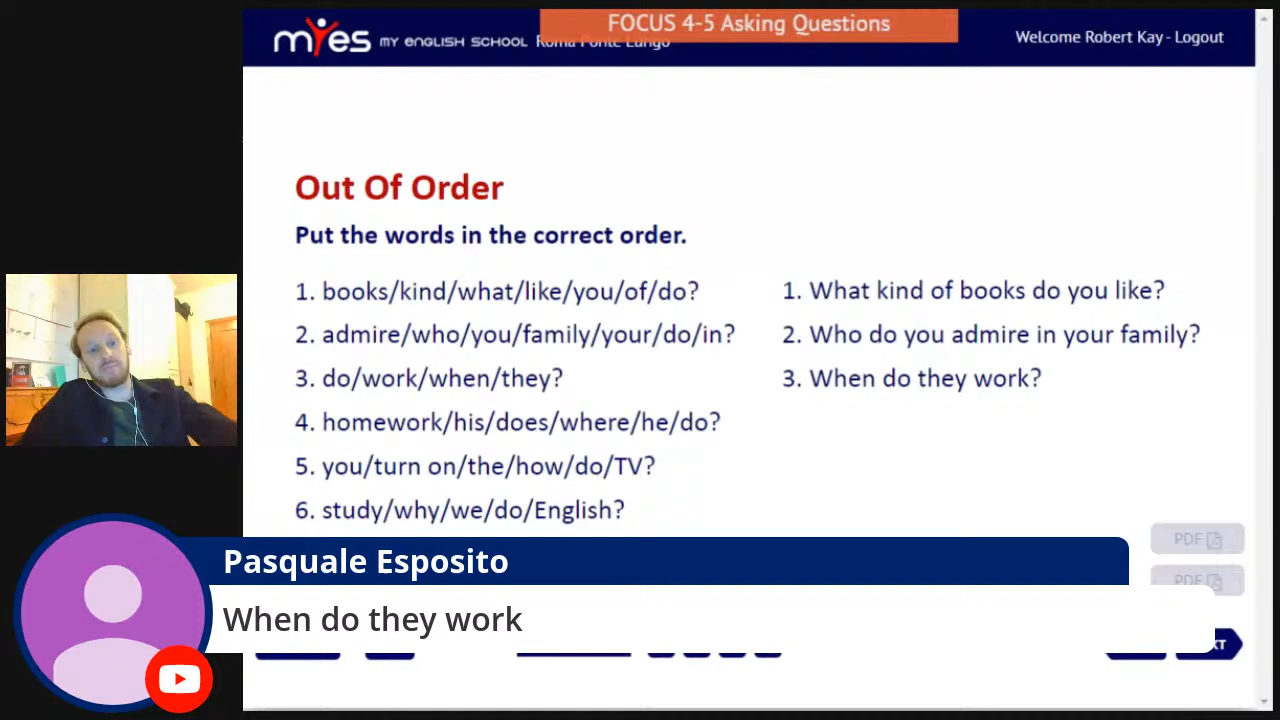 FOCUS 4-5 Asking Questions
myes MY ENGLISH SCHOOL Roma Ponte Lungo
Welcome Robert Kay - Logout
Out Of Order
Put the words in the correct order.
1. books/kind/what/like/you/of/do?
2. admire/who/you/family/your/do/in?
3. do/work/when/they?
4. homework/his/does/where/he/do?
5. you/turn on/the/how/do/TV?
6. study/why/we/do/English?
1. What kind of books do you like?
2. Who do you admire in your family?
3. When do they work?
PDF
PDF
Pasquale Esposito
When do they work
XT